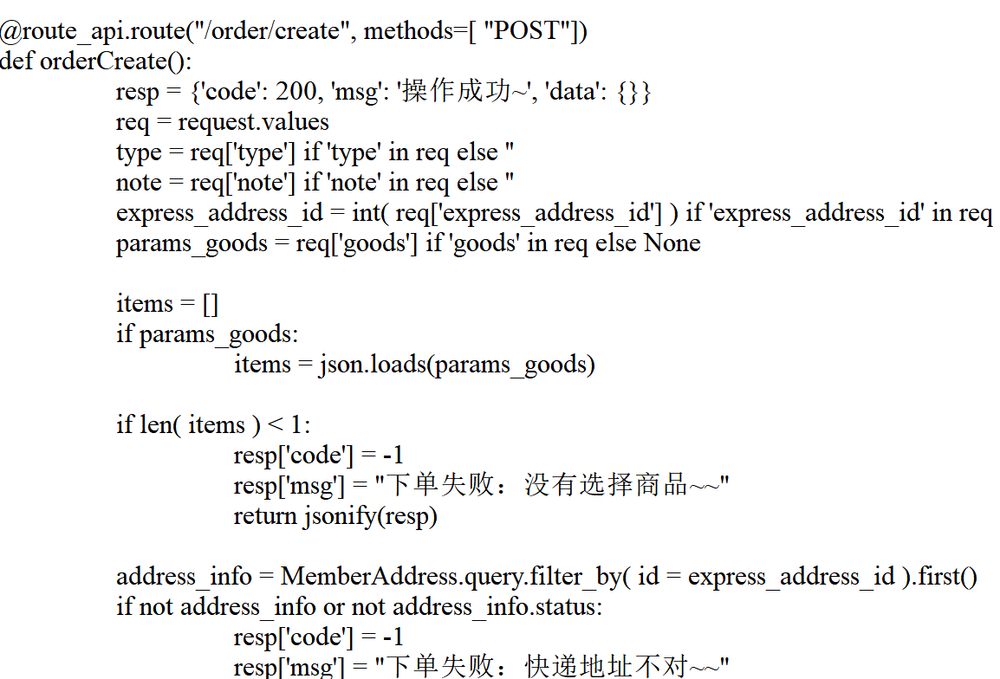 @route_api.route("/order/create", methods=[ "POST"])
def orderCreate():
resp = {'code': 200, 'msg': '操作成功~', 'data': {}}
req = request.values
type = req['type'] if 'type' in req else ''
note = req['note'] if 'note' in req else ''
express_address_id = int( req['express_address_id'] ) if 'express_address_id' in req
params_goods = req['goods'] if 'goods' in req else None
items = []
if params_goods:
items = json.loads(params_goods)
if len( items ) < 1:
resp['code'] = -1
resp['msg'] = "下单失败：没有选择商品~~"
return jsonify(resp)
address_info = MemberAddress.query.filter_by( id = express_address_id ).first()
if not address_info or not address_info.status:
resp['code'] = -1
resp['msg'] = "下单失败：快递地址不对~~"